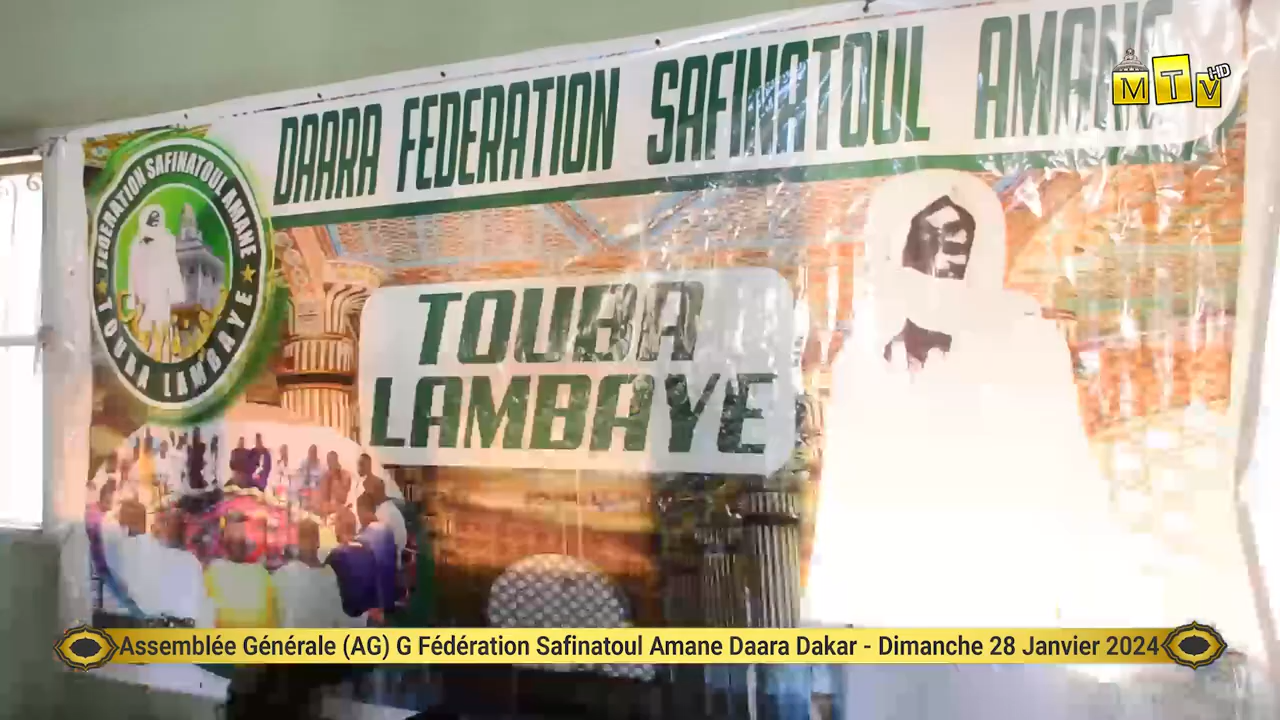 DAARA FEDERATION SAFINATOUL AMANE
MTV HD
FEDERATION SAFINATOUL AMANE
TOUBA LAMBAYE
TOUBA
LAMBAYE
Assemblée Générale (AG) G Fédération Safinatoul Amane Daara Dakar - Dimanche 28 Janvier 2024